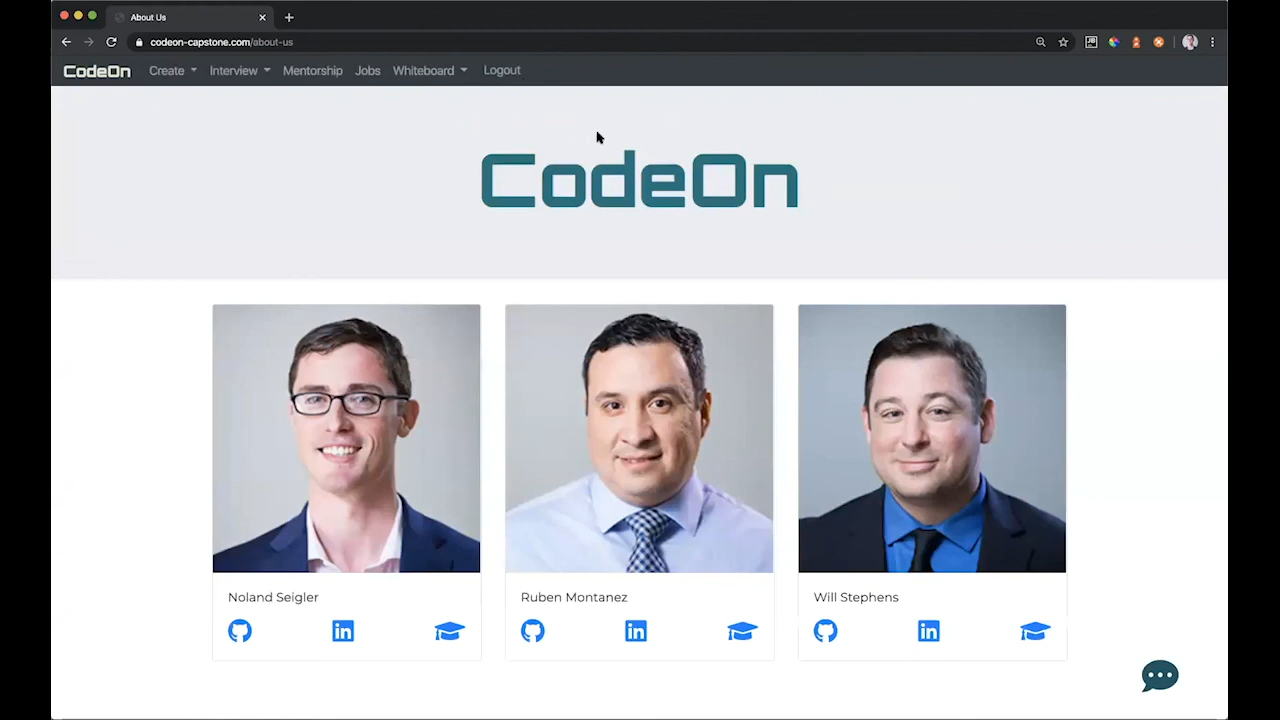 About Us
codeon-capstone.com/about-us
CodeOn Create Interview Mentorship Jobs Whiteboard Logout
CodeOn
Noland Seigler
Ruben Montanez
Will Stephens